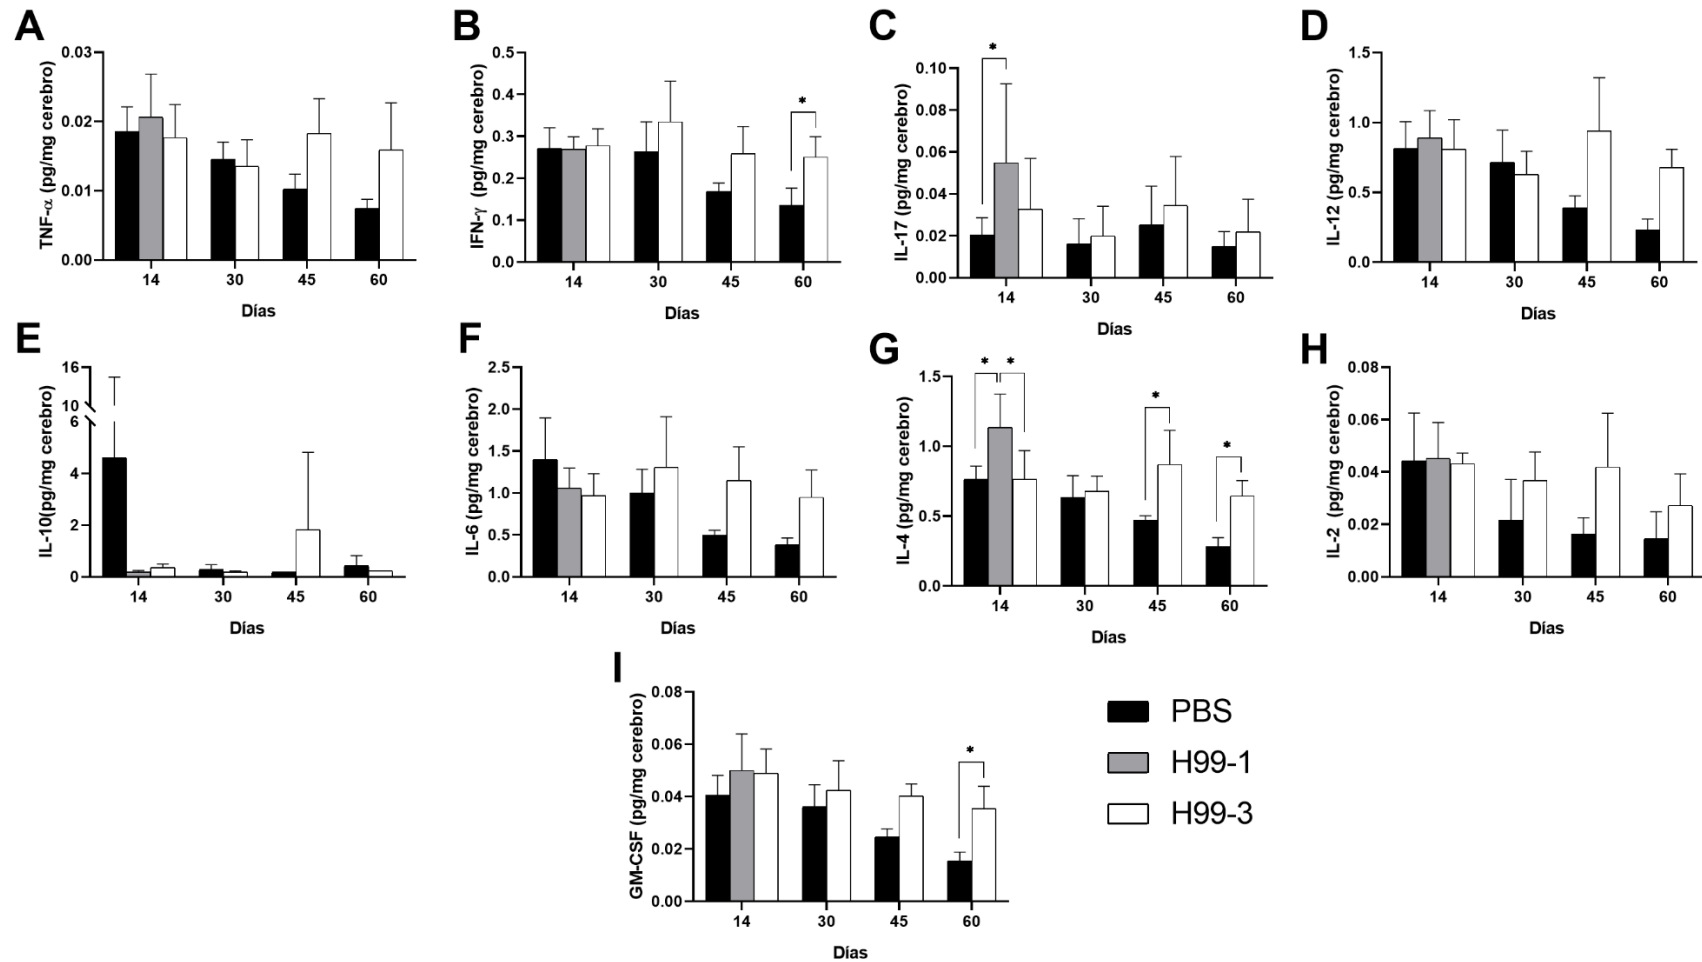 A
TNF-α (pg/mg cerebro)
0.03
0.02
0.01
0.00
14 30 45 60
Días
B
IFN-γ (pg/mg cerebro)
0.5
0.4
0.3
0.2
0.1
0.0
*
14 30 45 60
Días
C
IL-17 (pg/mg cerebro)
0.10
0.08
0.06
0.04
0.02
0.00
*
14 30 45 60
Días
D
IL-12 (pg/mg cerebro)
1.5
1.0
0.5
0.0
14 30 45 60
Días
E
IL-10(pg/mg cerebro)
16
10
6
4
2
0
14 30 45 60
Días
F
IL-6 (pg/mg cerebro)
2.5
2.0
1.5
1.0
0.5
0.0
14 30 45 60
Días
G
IL-4 (pg/mg cerebro)
1.5
1.0
0.5
0.0
* *
*
*
14 30 45 60
Días
H
IL-2 (pg/mg cerebro)
0.08
0.06
0.04
0.02
0.00
14 30 45 60
Días
I
GM-CSF (pg/mg cerebro)
0.08
0.06
0.04
0.02
0.00
*
14 30 45 60
Días
PBS
H99-1
H99-3